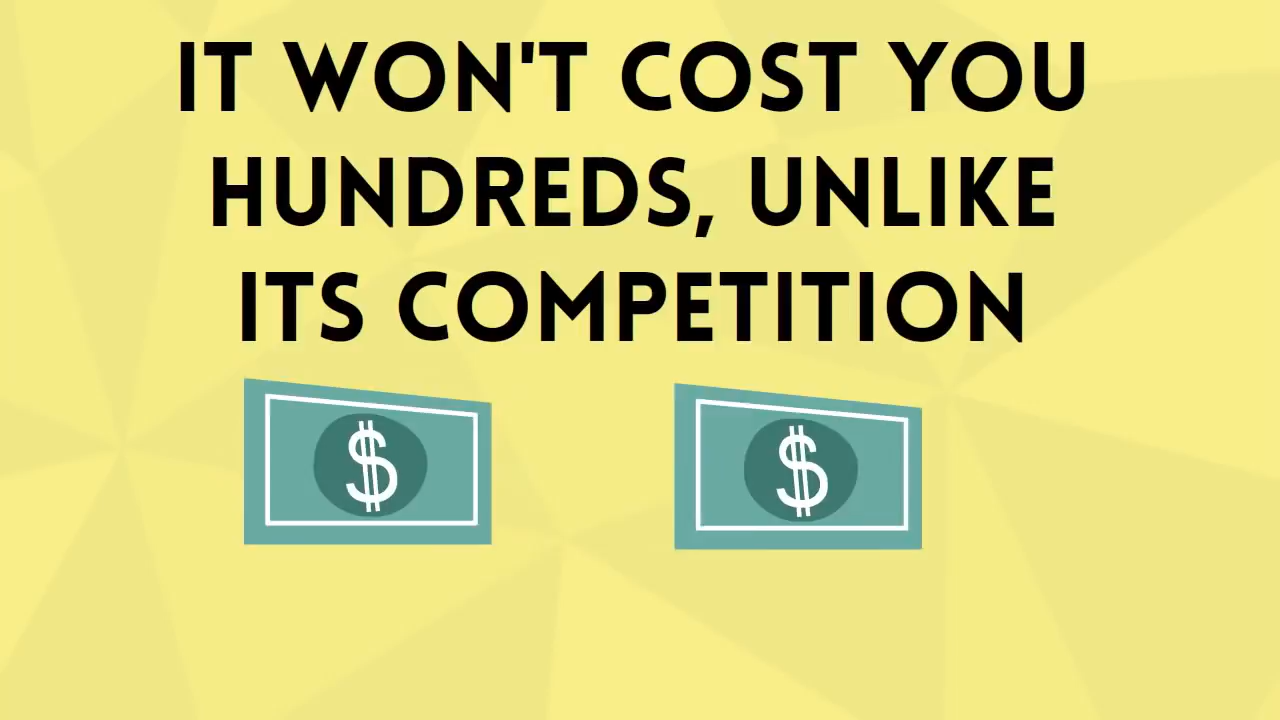 IT WON'T COST YOU
HUNDREDS, UNLIKE
ITS COMPETITION
$ $